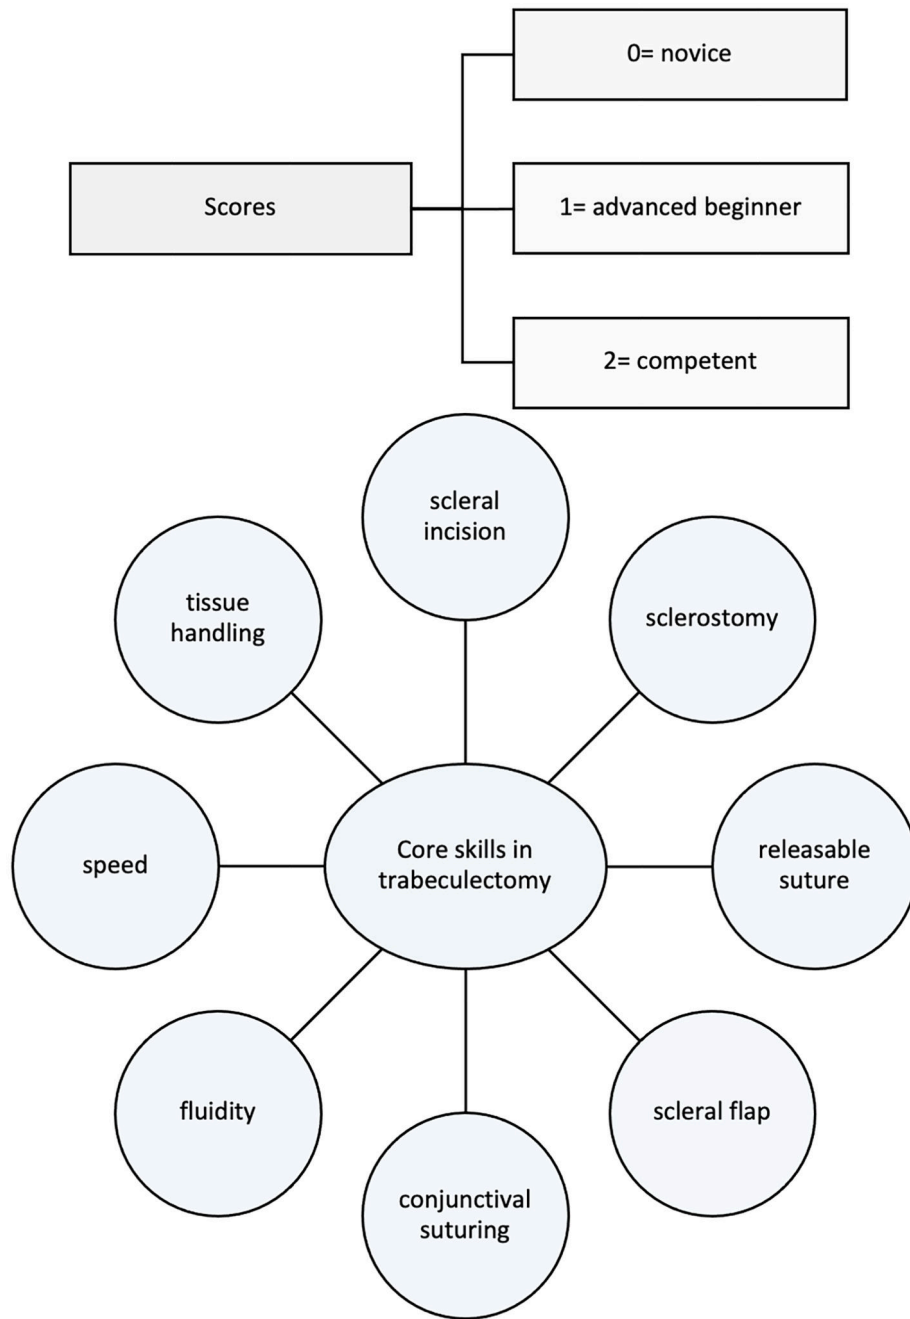 0= novice
Scores
1= advanced beginner
2= competent
scleral
incision
tissue
handling
sclerostomy
speed
Core skills in
trabeculectomy
releasable
suture
fluidity
scleral flap
conjunctival
suturing